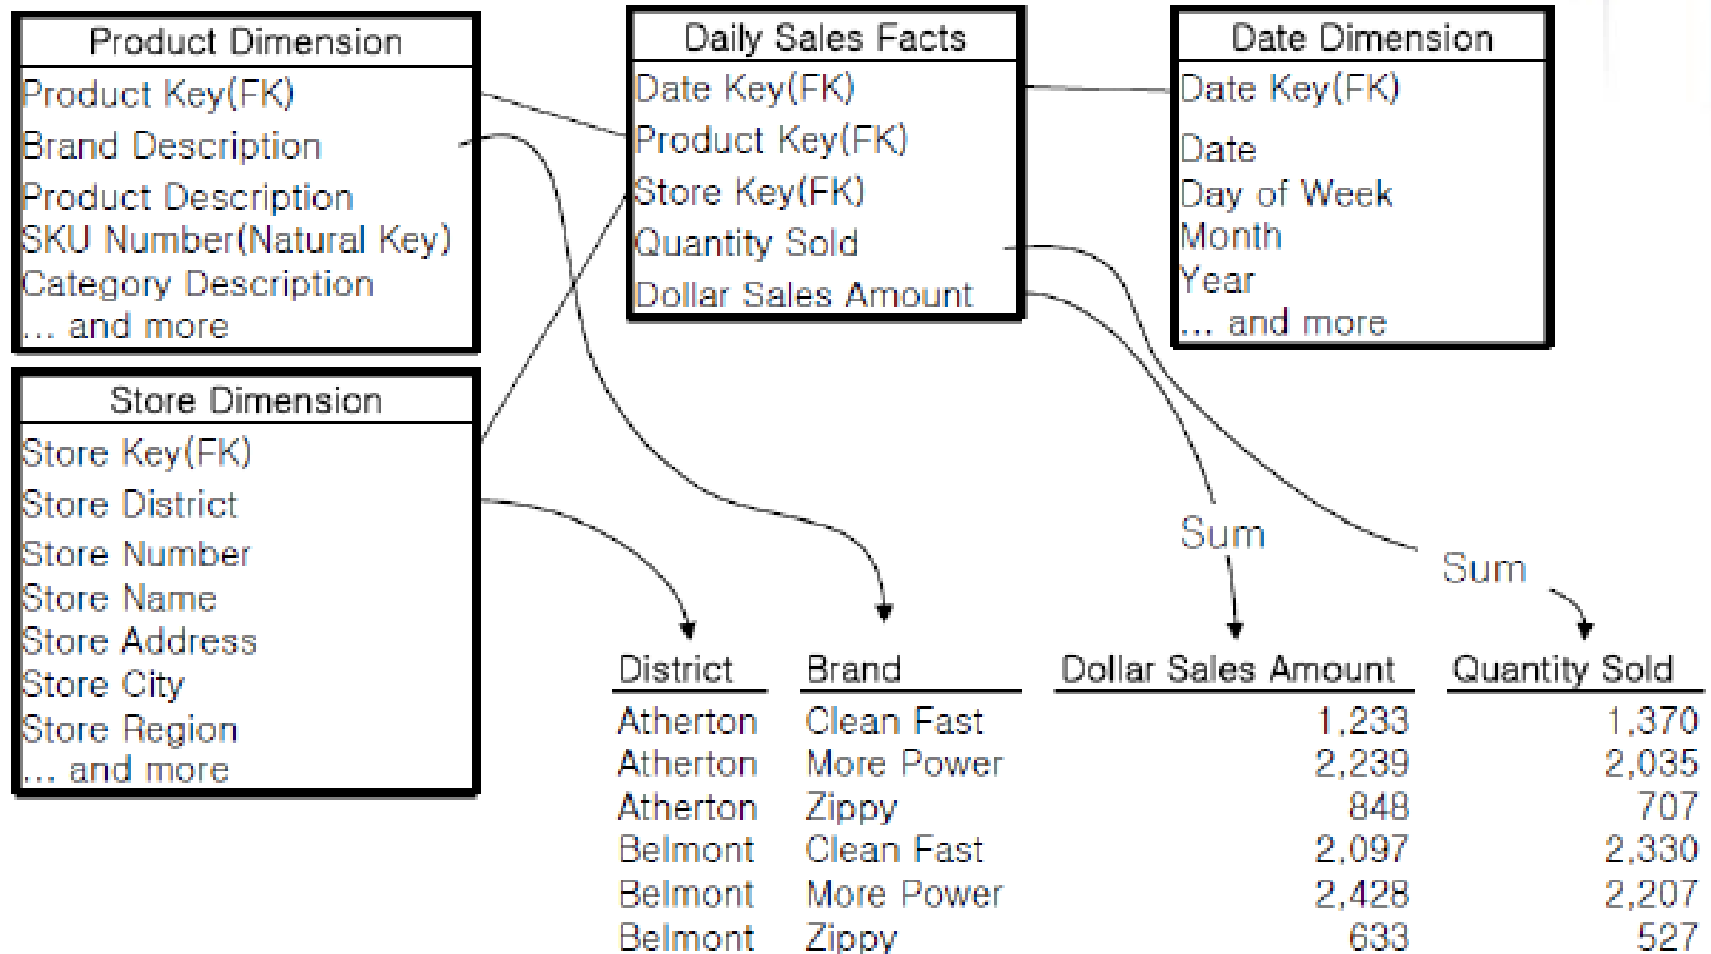 Product Dimension
Product Key(FK)
Brand Description
Product Description
SKU Number(Natural Key)
Category Description
... and more
Daily Sales Facts
Date Key(FK)
Product Key(FK)
Store Key(FK)
Quantity Sold
Dollar Sales Amount
Date Dimension
Date Key(FK)
Date
Day of Week
Month
Year
... and more
Store Dimension
Store Key(FK)
Store District
Store Number
Store Name
Store Address
Store City
Store Region
... and more
Sum
Sum
District Brand Dollar Sales Amount Quantity Sold
Atherton Clean Fast 1,233 1,370
Atherton More Power 2,239 2,035
Atherton Zippy 848 707
Belmont Clean Fast 2,097 2,330
Belmont More Power 2,428 2,207
Belmont Zippy 633 527